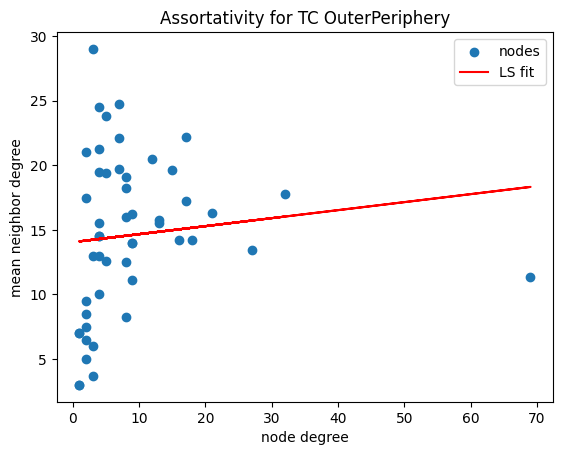 Assortativity for TC OuterPeriphery
nodes
LS fit
mean neighbor degree
30
25
20
15
10
5
0
10
20
30
40
50
60
70
node degree